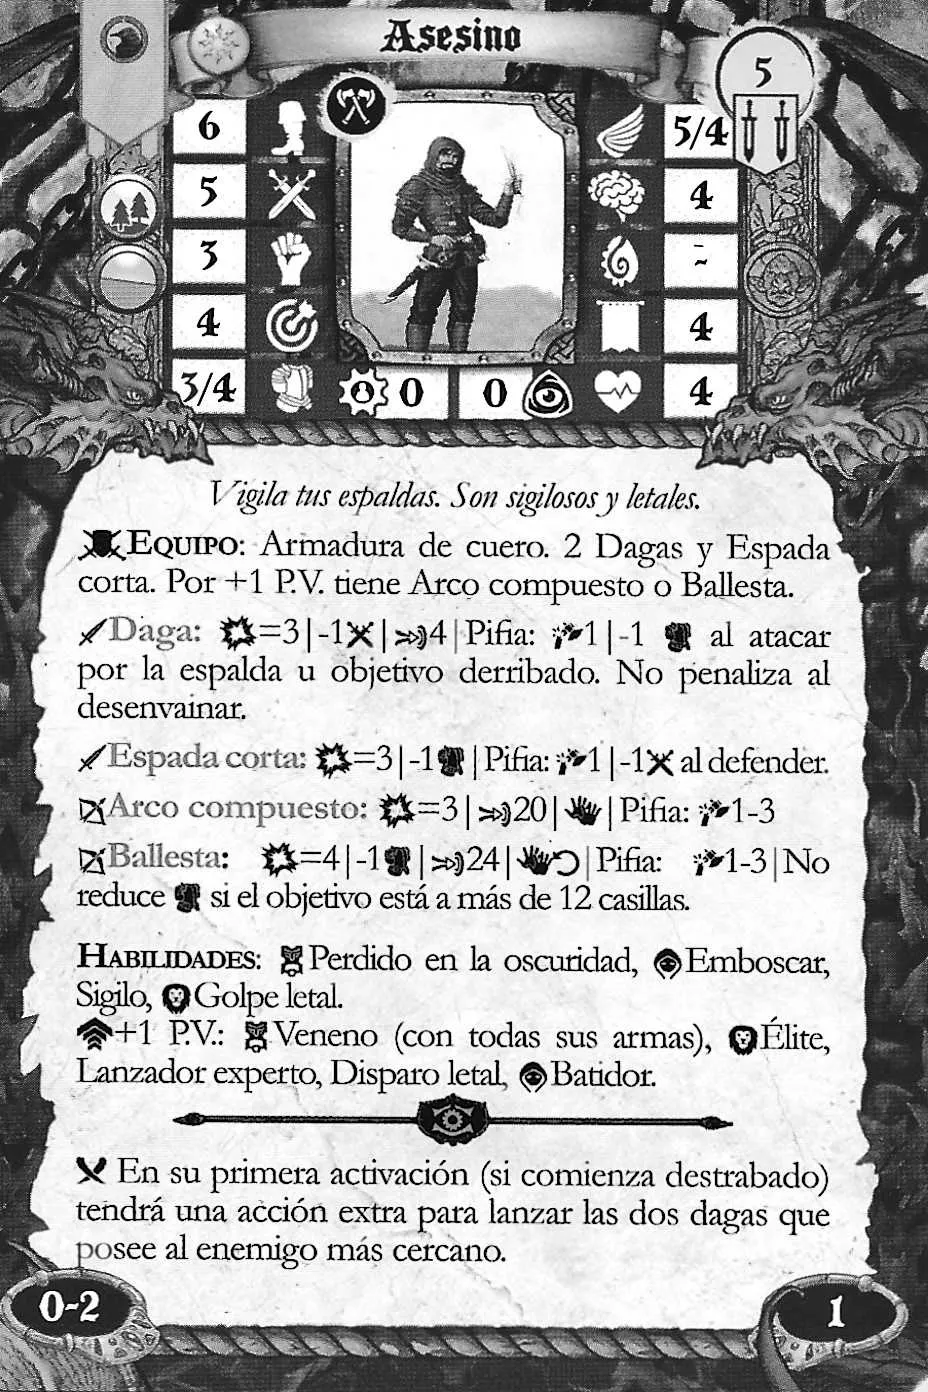 Asesino
5
6
5/4
5
4
3
--
4
4
3/4
0
0
4
Vigila tus espaldas. Son sigilosos y letales.
EQUIPO: Armadura de cuero. 2 Dagas y Espada
corta. Por +1 P.V. tiene Arco compuesto o Ballesta.
Daga: =3|-1|4|Pifia: 1|-1 al atacar
por la espalda u objetivo derribado. No penaliza al
desenvainar.
Espada corta: =3|-1|Pifia: 1|-1 al defender.
Arco compuesto: =3|20||Pifia: 1-3
Ballesta: =4|-1|24||Pifia: 1-3|No
reduce si el objetivo está a más de 12 casillas.
HABILIDADES: Perdido en la oscuridad, Emboscar,
Sigilo, Golpe letal.
+1 P.V.: Veneno (con todas sus armas), Élite,
Lanzador experto, Disparo letal, Batidor.
En su primera activación (si comienza destrabado)
tendrá una acción extra para lanzar las dos dagas que
posee al enemigo más cercano.
0-2
1